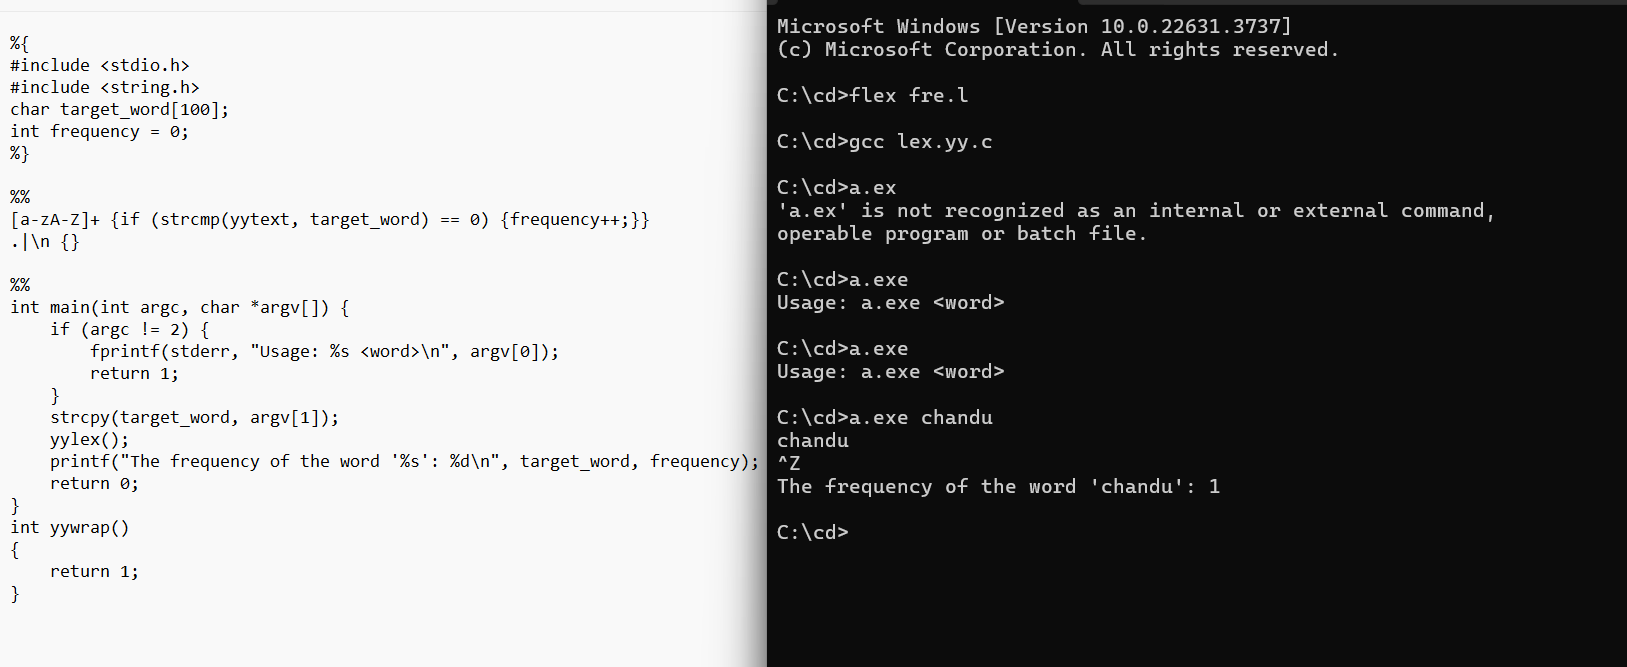 %{
#include <stdio.h>
#include <string.h>
char target_word[100];
int frequency = 0;
%}
%%
[a-zA-Z]+ {if (strcmp(yytext, target_word) == 0) {frequency++;}}
.|\n {}
%%
int main(int argc, char *argv[]) {
    if (argc != 2) {
        fprintf(stderr, "Usage: %s <word>\n", argv[0]);
        return 1;
    }
    strcpy(target_word, argv[1]);
    yylex();
    printf("The frequency of the word '%s': %d\n", target_word, frequency);
    return 0;
}
int yywrap()
{
    return 1;
}
Microsoft Windows [Version 10.0.22631.3737]
(c) Microsoft Corporation. All rights reserved.
C:\cd>flex fre.l
C:\cd>gcc lex.yy.c
C:\cd>a.ex
'a.ex' is not recognized as an internal or external command,
operable program or batch file.
C:\cd>a.exe
Usage: a.exe <word>
C:\cd>a.exe
Usage: a.exe <word>
C:\cd>a.exe chandu
chandu
^Z
The frequency of the word 'chandu': 1
C:\cd>